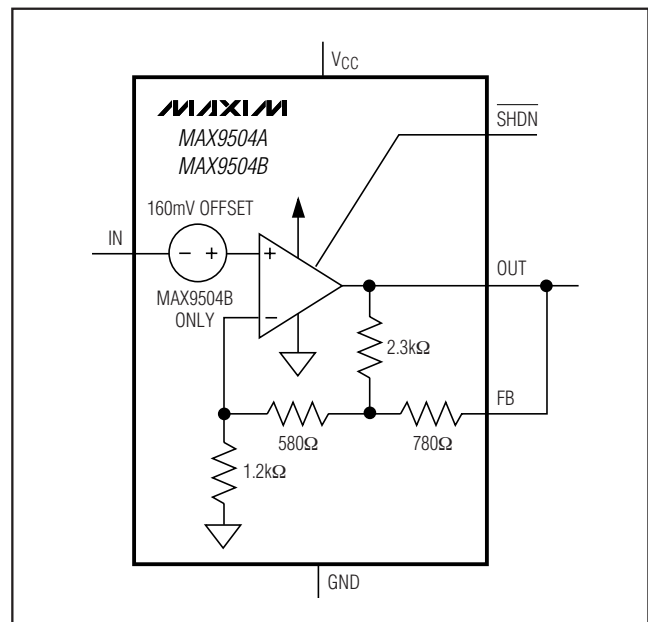 VCC
MAXIM
MAX9504A
MAX9504B
SHDN
160mV OFFSET
IN
- +
+
OUT
MAX9504B
ONLY
-
2.3kΩ
FB
580Ω
780Ω
1.2kΩ
GND